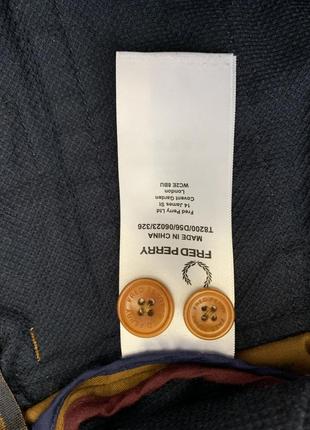 FRED PERRY
MADE IN CHINA
T8200/D56/06023/326
Fred Perry Ltd
14 James St
Covent Garden
London
WC2E 8BU